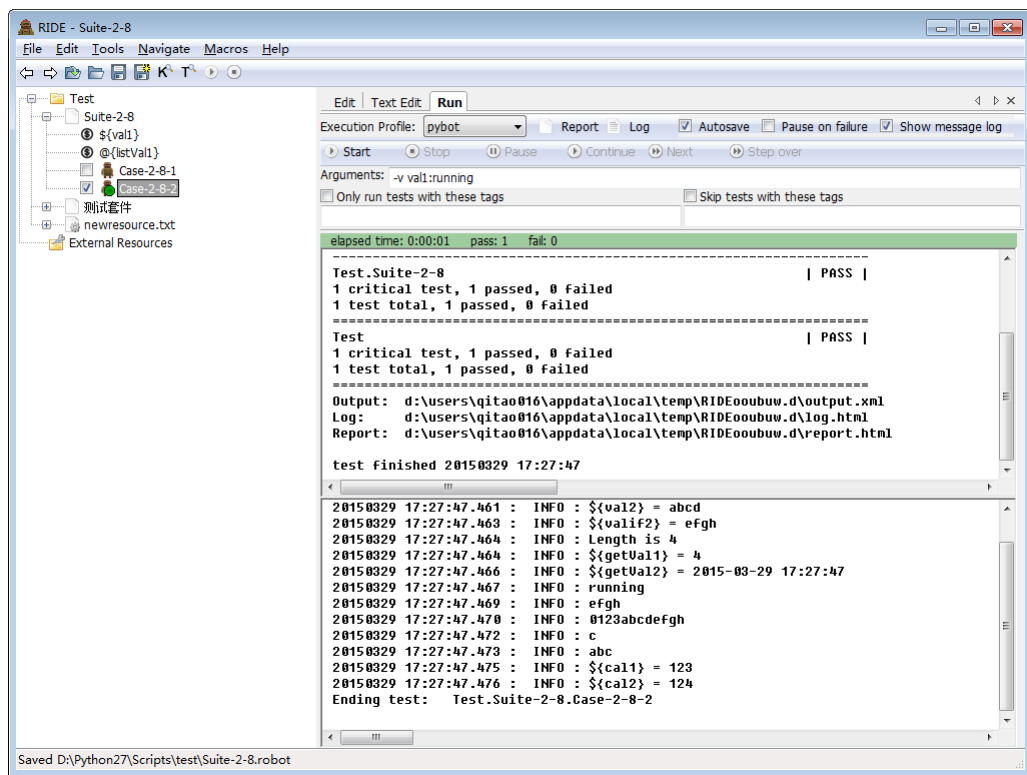 RIDE - Suite-2-8
File Edit Tools Navigate Macros Help
K T
Test
Suite-2-8
${val1}
@{listVal1}
Case-2-8-1
Case-2-8-2
测试套件
newresource.txt
External Resources
Edit Text Edit Run
Execution Profile: pybot Report Log Autosave Pause on failure Show message log
Start Stop Pause Continue Next Step over
Arguments: -v val1:running
Only run tests with these tags Skip tests with these tags
elapsed time: 0:00:01 pass: 1 fail: 0
------------------------------------------------------------------------------
Test.Suite-2-8 | PASS |
1 critical test, 1 passed, 0 failed
1 test total, 1 passed, 0 failed
==============================================================================
Test | PASS |
1 critical test, 1 passed, 0 failed
1 test total, 1 passed, 0 failed
==============================================================================
Output: d:\users\qitao016\appdata\local\temp\RIDEooubuw.d\output.xml
Log: d:\users\qitao016\appdata\local\temp\RIDEooubuw.d\log.html
Report: d:\users\qitao016\appdata\local\temp\RIDEooubuw.d\report.html
test finished 20150329 17:27:47
20150329 17:27:47.461 : INFO : ${val2} = abcd
20150329 17:27:47.463 : INFO : ${valif2} = efgh
20150329 17:27:47.464 : INFO : Length is 4
20150329 17:27:47.464 : INFO : ${getVal1} = 4
20150329 17:27:47.466 : INFO : ${getVal2} = 2015-03-29 17:27:47
20150329 17:27:47.467 : INFO : running
20150329 17:27:47.469 : INFO : efgh
20150329 17:27:47.470 : INFO : 0123abcdefgh
20150329 17:27:47.472 : INFO : c
20150329 17:27:47.473 : INFO : abc
20150329 17:27:47.475 : INFO : ${cal1} = 123
20150329 17:27:47.476 : INFO : ${cal2} = 124
Ending test: Test.Suite-2-8.Case-2-8-2
Saved D:\Python27\Scripts\test\Suite-2-8.robot